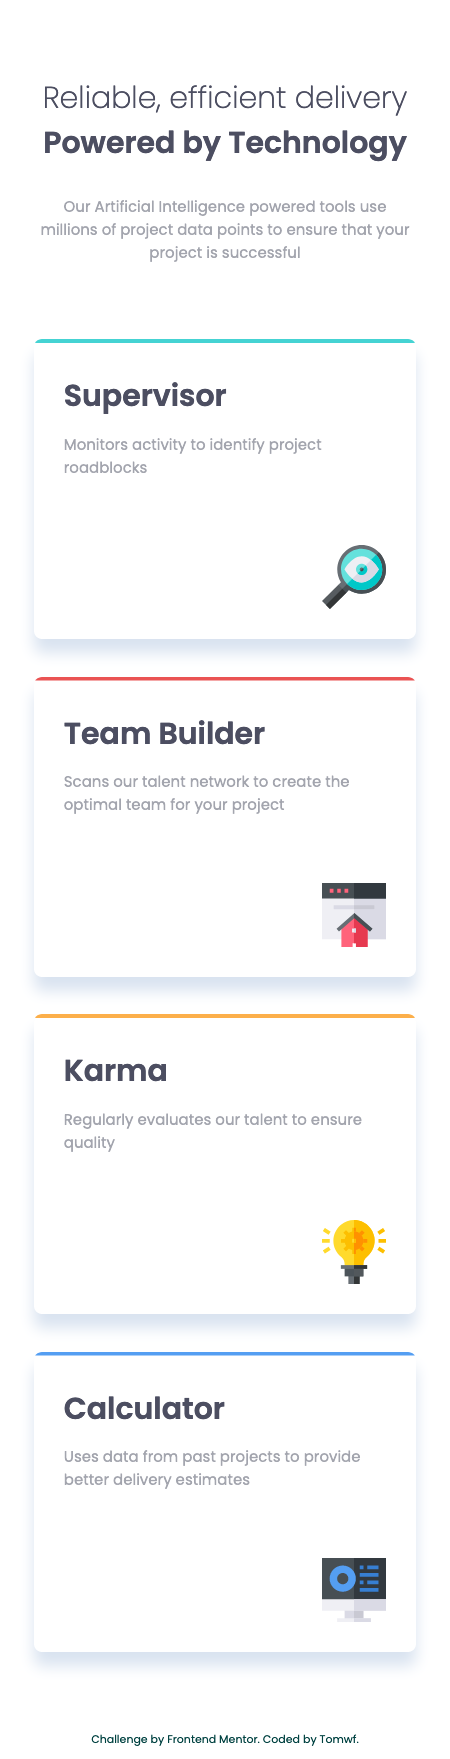 Reliable, efficient delivery
Powered by Technology
Our Artificial Intelligence powered tools use
millions of project data points to ensure that your
project is successful
Supervisor
Monitors activity to identify project
roadblocks
Team Builder
Scans our talent network to create the
optimal team for your project
Karma
Regularly evaluates our talent to ensure
quality
Calculator
Uses data from past projects to provide
better delivery estimates
Challenge by Frontend Mentor. Coded by Tomwf.